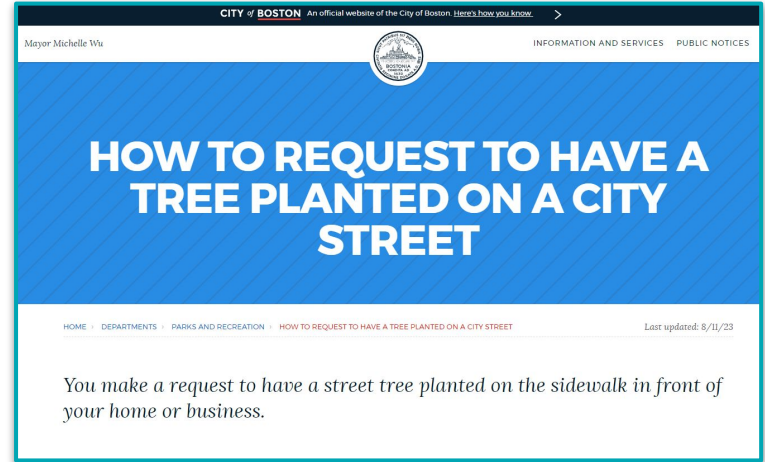 CITY of BOSTON An official website of the City of Boston. Here's how you know >
Mayor Michelle Wu
BOSTONIA
INFORMATION AND SERVICES PUBLIC NOTICES
HOW TO REQUEST TO HAVE A
TREE PLANTED ON A CITY
STREET
HOME › DEPARTMENTS › PARKS AND RECREATION › HOW TO REQUEST TO HAVE A TREE PLANTED ON A CITY STREET
Last updated: 8/11/23
You make a request to have a street tree planted on the sidewalk in front of
your home or business.